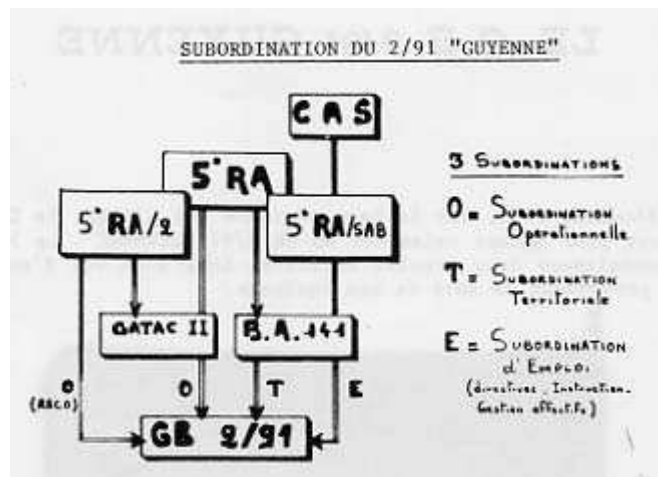 SUBORDINATION DU 2/91 "GUYENNE"
CAS
5° RA
5° RA/2
5° RA/SAB
GATAC II
B.A.141
O
(ASCO)
O
T
E
GB 2/91
3 SUBORDINATIONS
O = SUBORDINATION
Operationnelle
T = SUBORDINATION
Territoriale
E = SUBORDINATION
d'Emploi
(directives, Instruction.
Gestion effectifs)